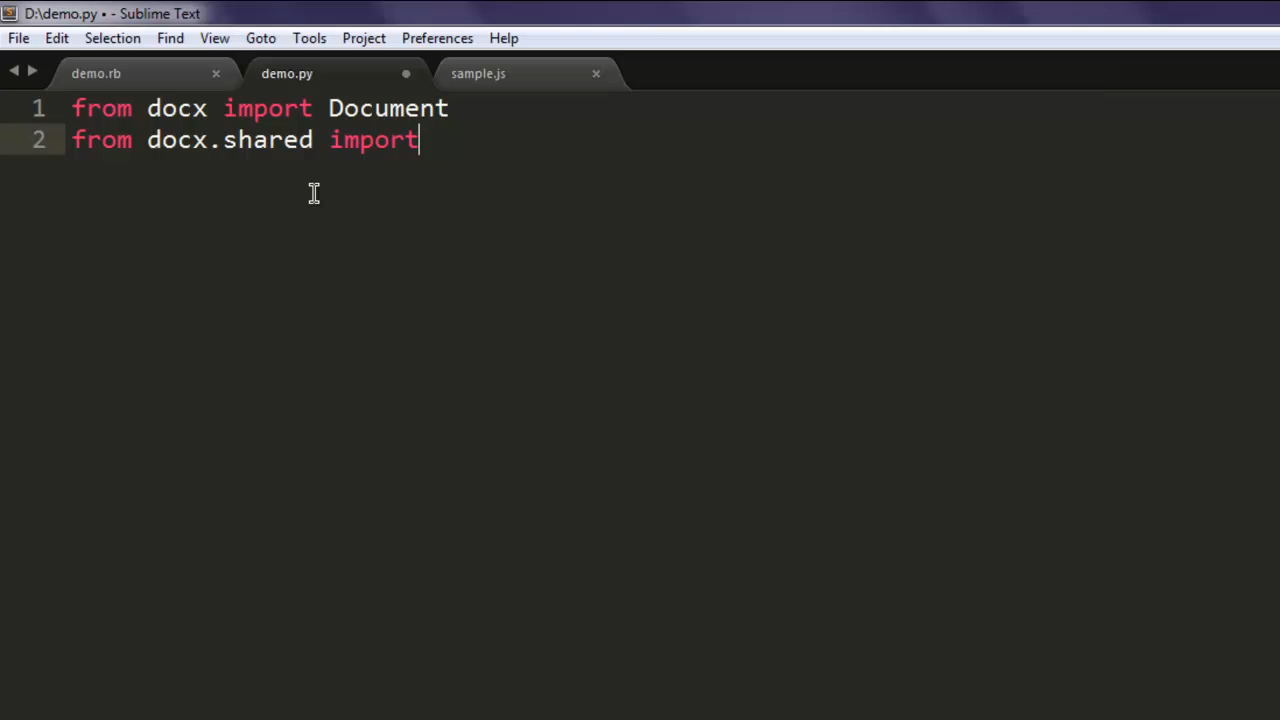 D:\demo.py • - Sublime Text
File Edit Selection Find View Goto Tools Project Preferences Help
demo.rb × demo.py sample.js ×
1 from docx import Document
2 from docx.shared import